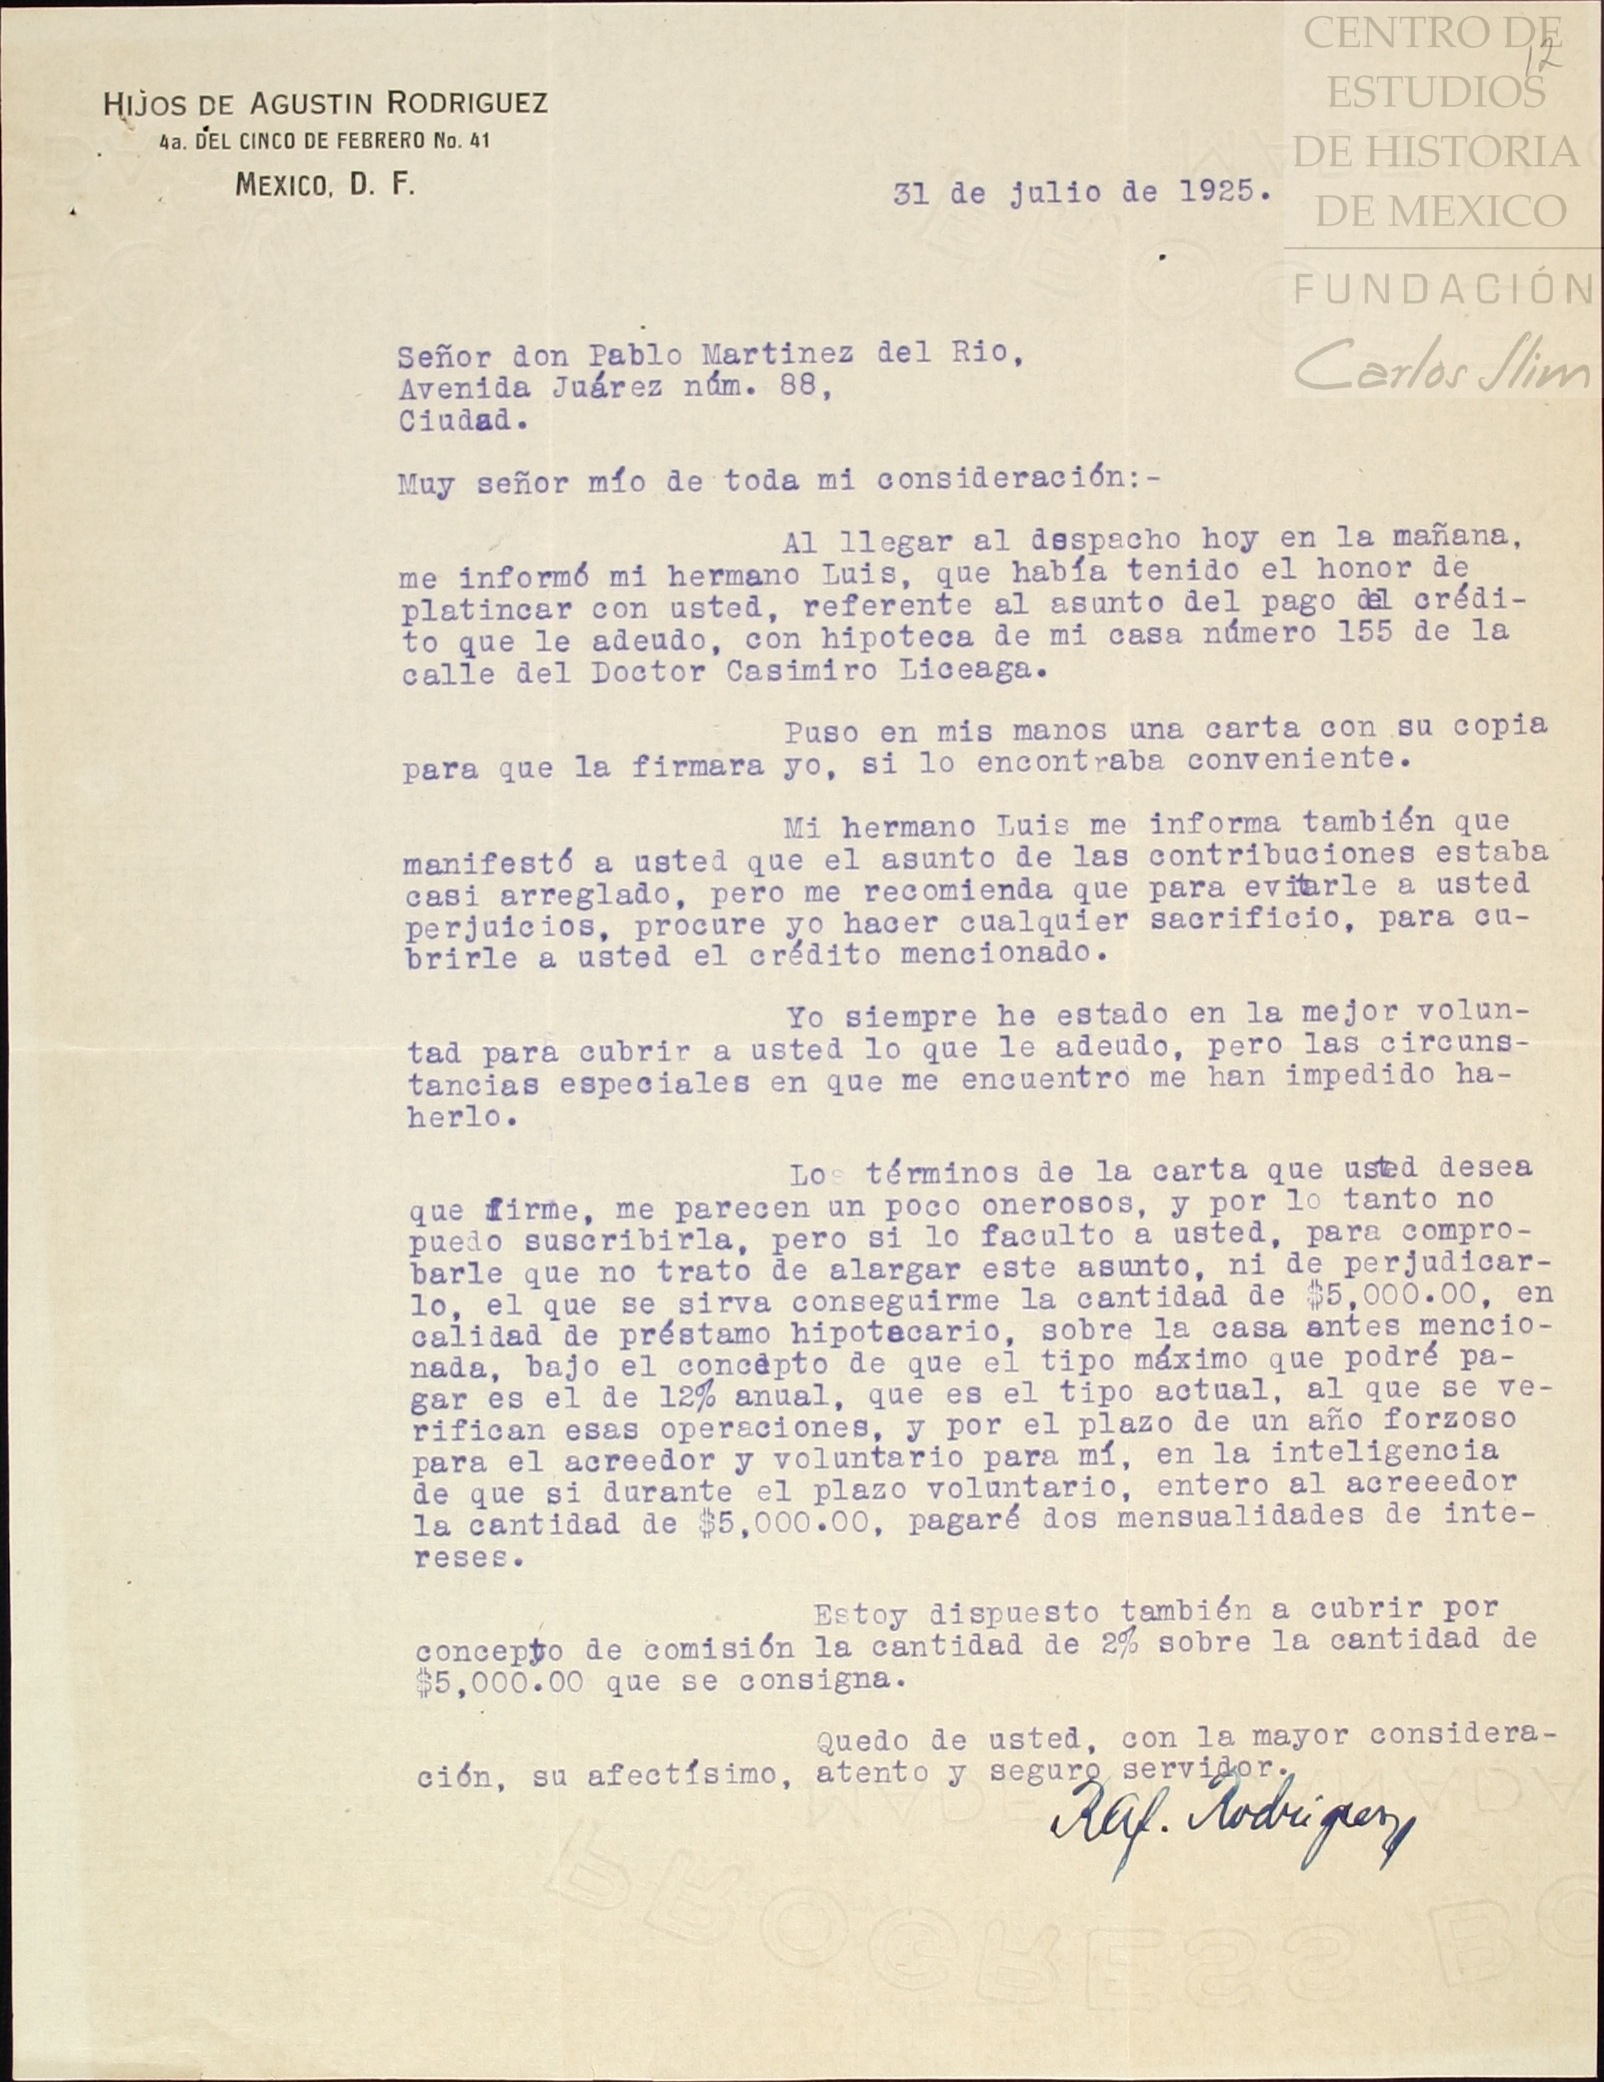 CENTRO DE
ESTUDIOS
DE HISTORIA
DE MEXICO
FUNDACIÓN
Carlos Slim
12
HIJOS DE AGUSTIN RODRIGUEZ
4a. DEL CINCO DE FEBRERO No. 41
MEXICO, D. F.
31 de julio de 1925.
Señor don Pablo Martinez del Rio,
Avenida Juárez núm. 88,
Ciudad.
Muy señor mío de toda mi consideración:-
Al llegar al despacho hoy en la mañana,
me informó mi hermano Luis, que había tenido el honor de
platincar con usted, referente al asunto del pago del crédi-
to que le adeudo, con hipoteca de mi casa número 155 de la
calle del Doctor Casimiro Liceaga.
Puso en mis manos una carta con su copia
para que la firmara yo, si lo encontraba conveniente.
Mi hermano Luis me informa también que
manifestó a usted que el asunto de las contribuciones estaba
casi arreglado, pero me recomienda que para evitarle a usted
perjuicios, procure yo hacer cualquier sacrificio, para cu-
brirle a usted el crédito mencionado.
Yo siempre he estado en la mejor volun-
tad para cubrir a usted lo que le adeudo, pero las circuns-
tancias especiales en que me encuentro me han impedido ha-
herlo.
Los términos de la carta que usted desea
que firme, me parecen un poco onerosos, y por lo tanto no
puedo suscribirla, pero si lo faculto a usted, para compro-
barle que no trato de alargar este asunto, ni de perjudicar-
lo, el que se sirva conseguirme la cantidad de $5,000.00, en
calidad de préstamo hipotecario, sobre la casa antes mencio-
nada, bajo el concepto de que el tipo máximo que podré pa-
gar es el de 12% anual, que es el tipo actual, al que se ve-
rifican esas operaciones, y por el plazo de un año forzoso
para el acreedor y voluntario para mí, en la inteligencia
de que si durante el plazo voluntario, entero al acreeedor
la cantidad de $5,000.00, pagaré dos mensualidades de inte-
reses.
Estoy dispuesto también a cubrir por
concepto de comisión la cantidad de 2% sobre la cantidad de
$5,000.00 que se consigna.
Quedo de usted, con la mayor considera-
ción, su afectísimo, atento y seguro servidor.
Raf. Rodriguez
PROGRESS BO